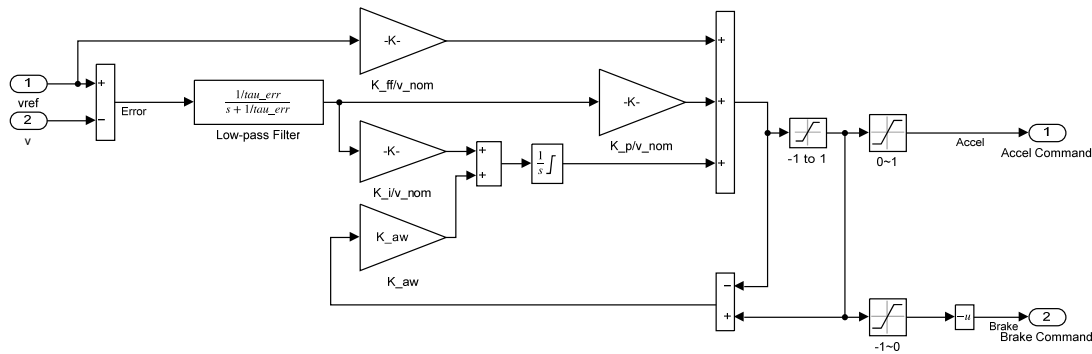 -K-
+
K_ff/v_nom
1
vref
+
−
Error
2
v
1/tau_err
s + 1/tau_err
Low-pass Filter
-K-
+
K_p/v_nom
-K-
K_i/v_nom
+
+
1
s
+
-1 to 1
0~1
Accel
1
Accel Command
K_aw
K_aw
−
+
-1~0
-u
Brake
2
Brake Command